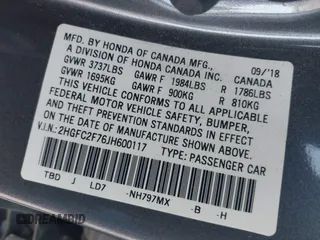 MFD. BY HONDA OF CANADA MFG.,
A DIVISION OF HONDA CANADA INC. CANADA 09/'18
GVWR 3737LBS GAWR F 1984LBS R 1786LBS
GVWR 1695KG GAWR F 900KG R 810KG
THIS VEHICLE CONFORMS TO ALL APPLICABLE
FEDERAL MOTOR VEHICLE SAFETY, BUMPER,
AND THEFT PREVENTION STANDARDS IN EFFECT ON
THE DATE OF MANUFACTURE SHOWN ABOVE.
V.I.N.: 2HGFC2F76JH600117 TYPE: PASSENGER CAR
TBD J LD7 -NH797MX -B -H
DREAMBID